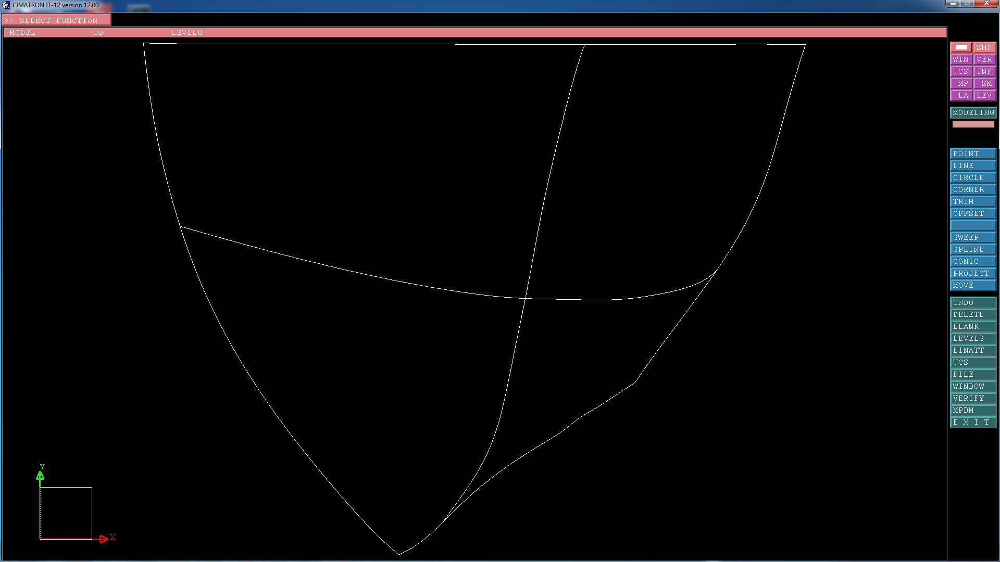 CIMATRON IT-12 version 12.00
>> SELECT FUNCTION
MODEL 3D LEVEL0
SHD
WIN VER
UCS INF
MP SM
LA LEV
MODELING
POINT
LINE
CIRCLE
CORNER
TRIM
OFFSET
SWEEP
SPLINE
CONIC
PROJECT
MOVE
UNDO
DELETE
BLANK
LEVELS
LINATT
UCS
FILE
WINDOW
VERIFY
MPDM
E X I T
Y
X